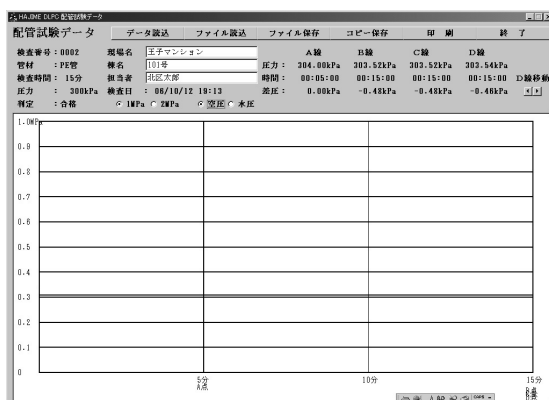 HAJIME DLPC 配管試験データ
配管試験データ データ読込 ファイル読込 ファイル保存 コピー保存 印刷 終了
検査番号：0002 現場名 王子マンション A線 B線 C線 D線
管材 ：PE管 棟名 101号 圧力： 304.00kPa 303.52kPa 303.52kPa 303.54kPa
検査時間： 15分 担当者 北区太郎 時間： 00:05:00 00:15:00 00:15:00 00:15:00 D線移動
圧力 ： 300kPa 検査日 ： 06/10/12 19:13 差圧： 0.00kPa -0.48kPa -0.48kPa -0.46kPa
判定 ：合格 1MPa 2MPa 空圧 水圧
1.0MPa
0.9
0.8
0.7
0.6
0.5
0.4
0.3
0.2
0.1
0
5分 10分 15分
A点